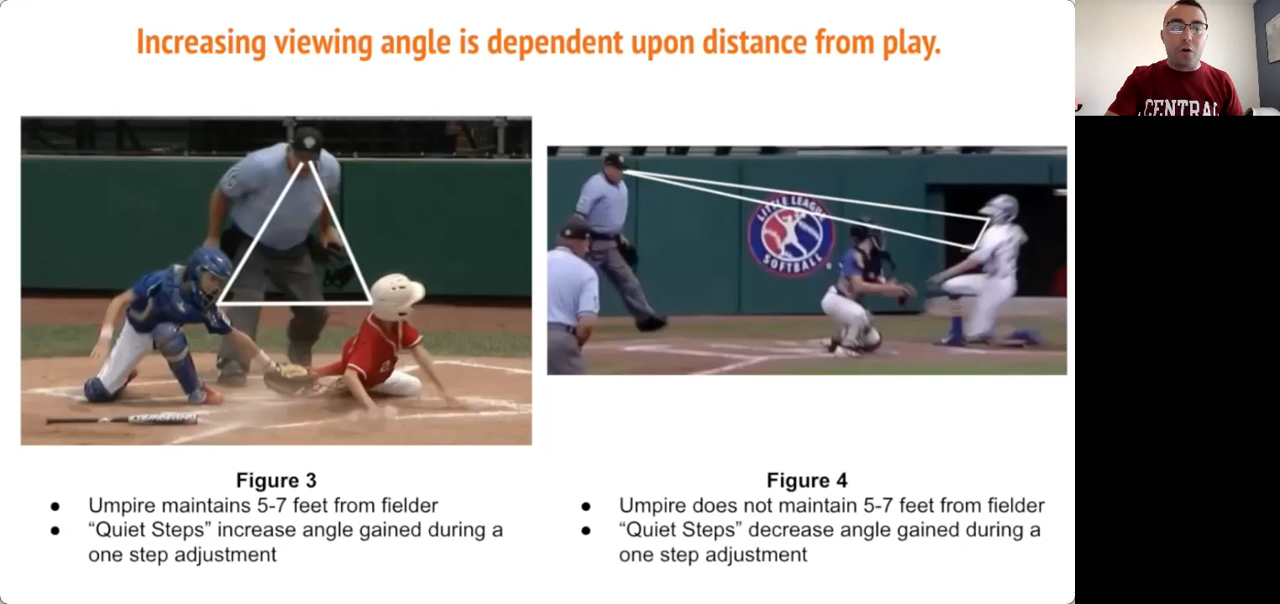 Increasing viewing angle is dependent upon distance from play.
CENTRAL
LITTLE LEAGUE
SOFTBALL
Figure 3
● Umpire maintains 5-7 feet from fielder
● “Quiet Steps” increase angle gained during a
one step adjustment
Figure 4
● Umpire does not maintain 5-7 feet from fielder
● “Quiet Steps” decrease angle gained during a
one step adjustment